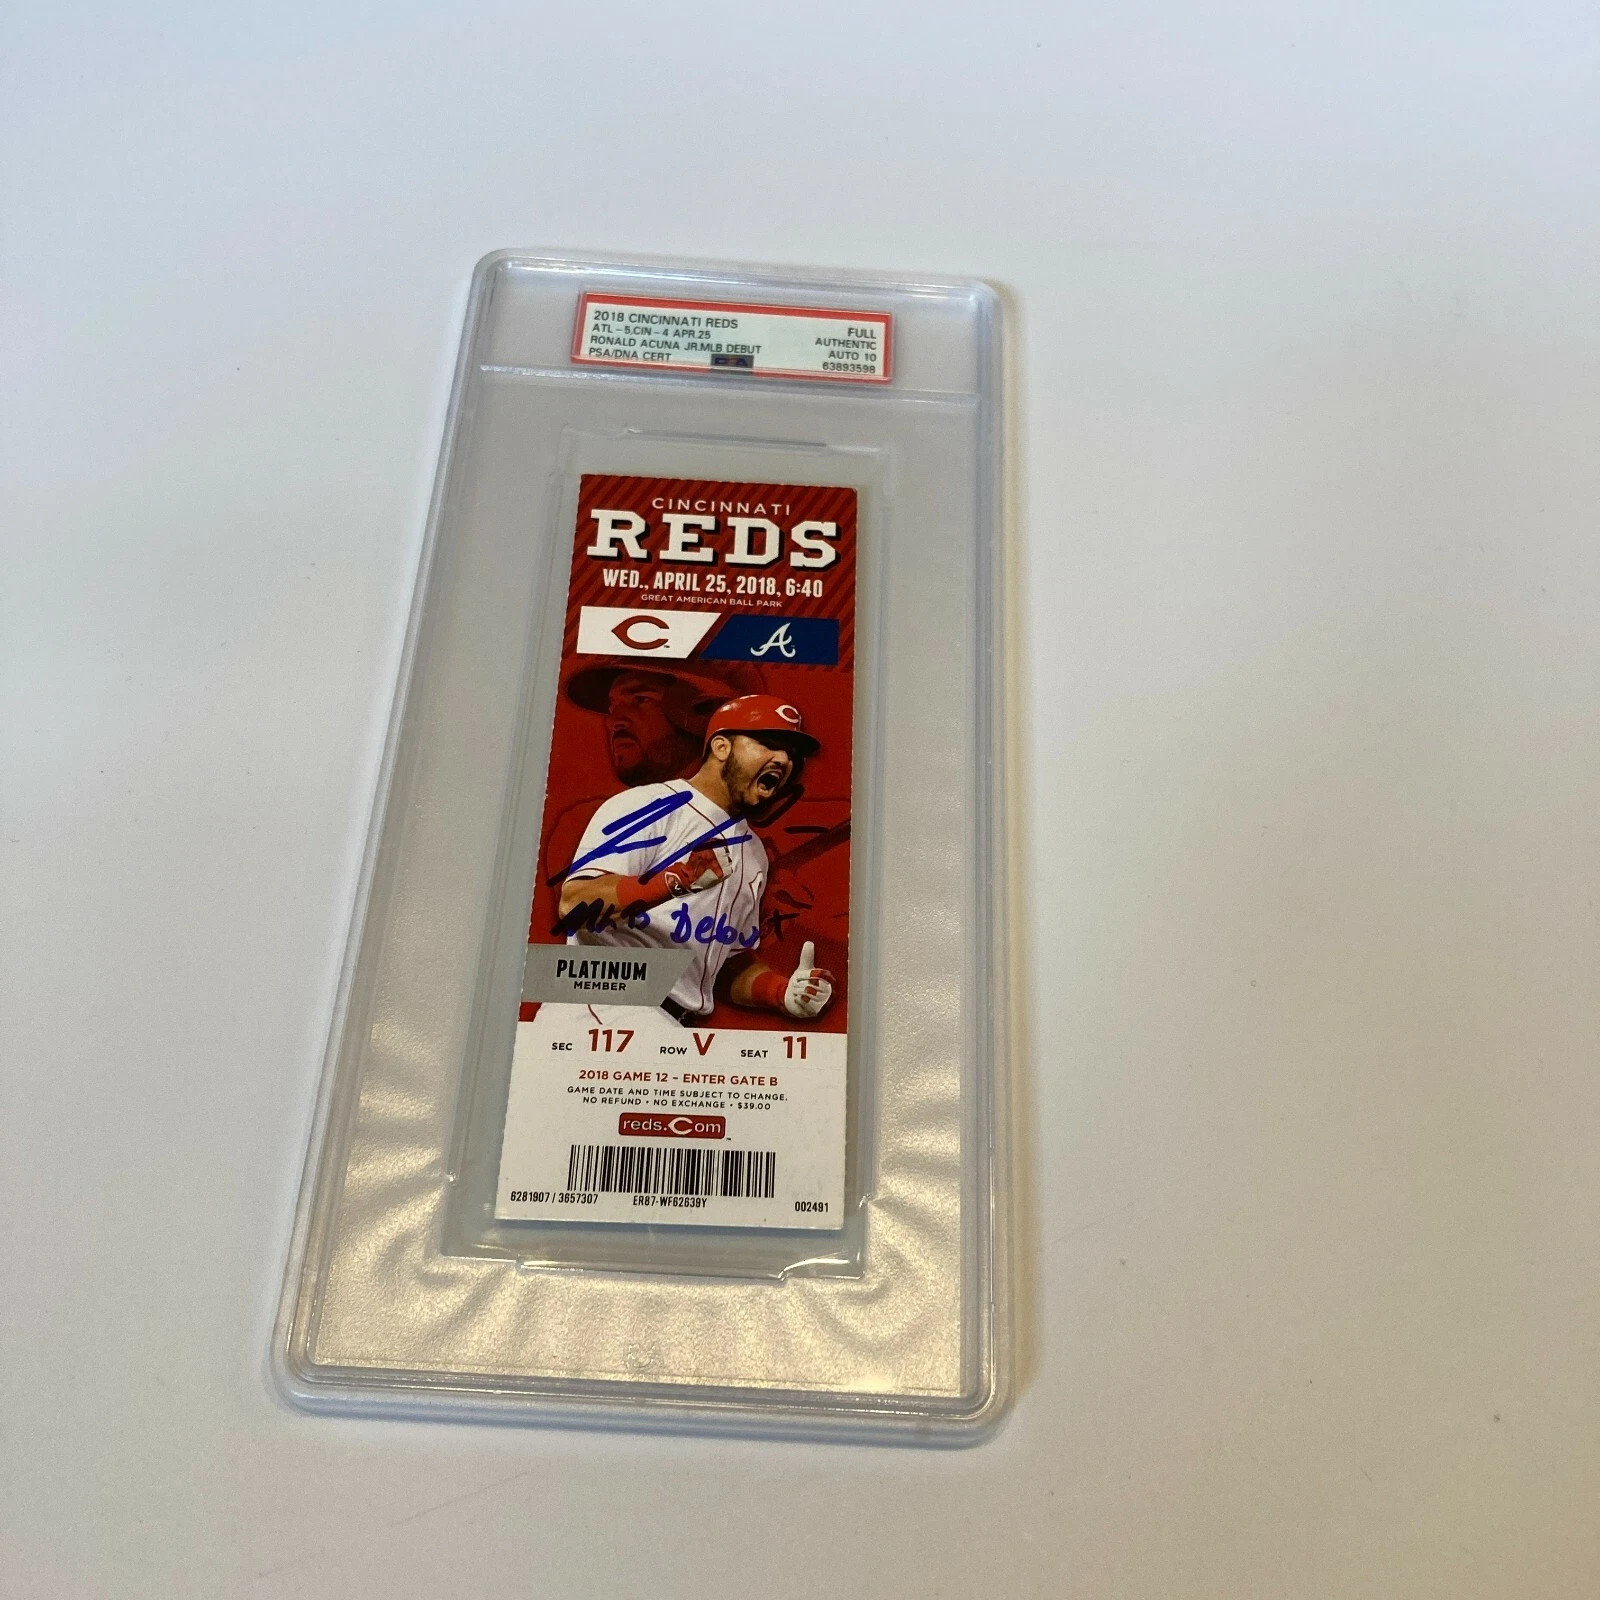 2018 CINCINNATI REDS
ATL-5,CIN-4 APR.25
RONALD ACUNA JR.MLB DEBUT
PSA/DNA CERT
FULL
AUTHENTIC
AUTO 10
63893598
PSA
CINCINNATI
REDS
WED., APRIL 25, 2018, 6:40
GREAT AMERICAN BALL PARK
C A
C
MLB Debut
PLATINUM
MEMBER
SEC 117 ROW V SEAT 11
2018 GAME 12 - ENTER GATE B
GAME DATE AND TIME SUBJECT TO CHANGE.
NO REFUND • NO EXCHANGE • $39.00
reds.Com
6281907 / 3657307 ER87-WF62639Y 002491